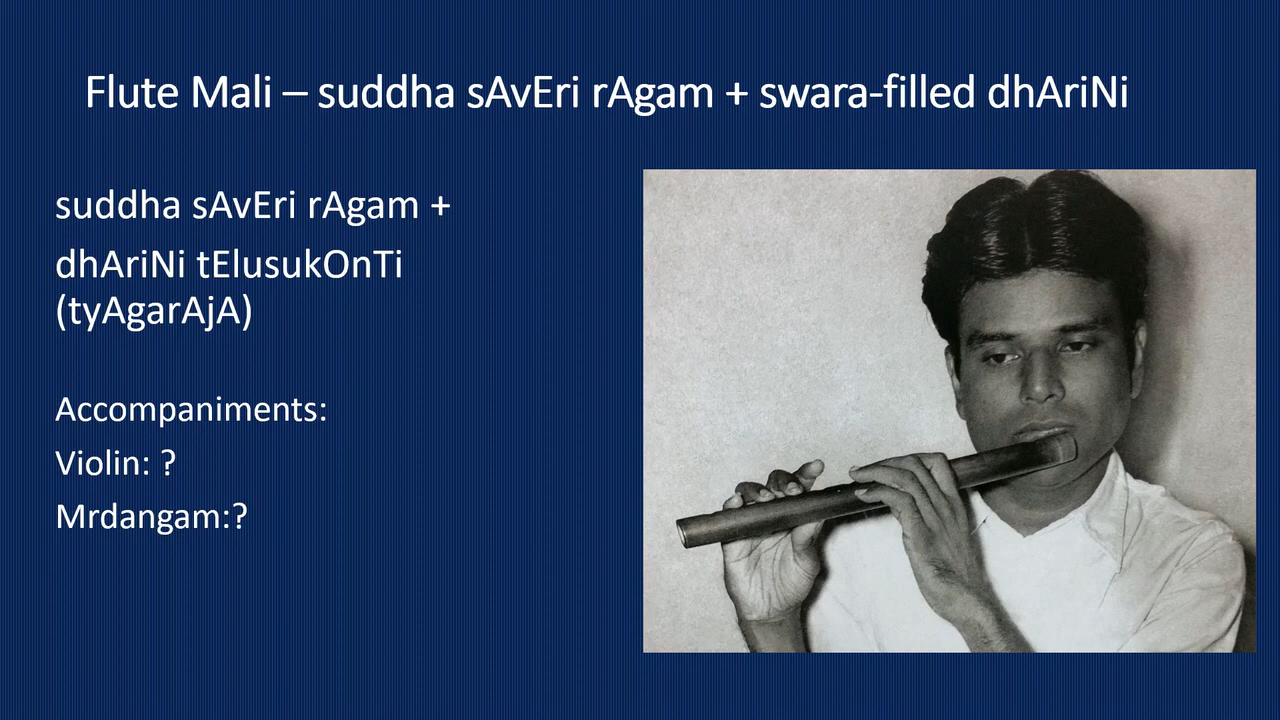 Flute Mali – suddha sAvEri rAgam + swara-filled dhAriNi
suddha sAvEri rAgam +
dhAriNi tElusukOnTi
(tyAgarAjA)
Accompaniments:
Violin: ?
Mrdangam:?